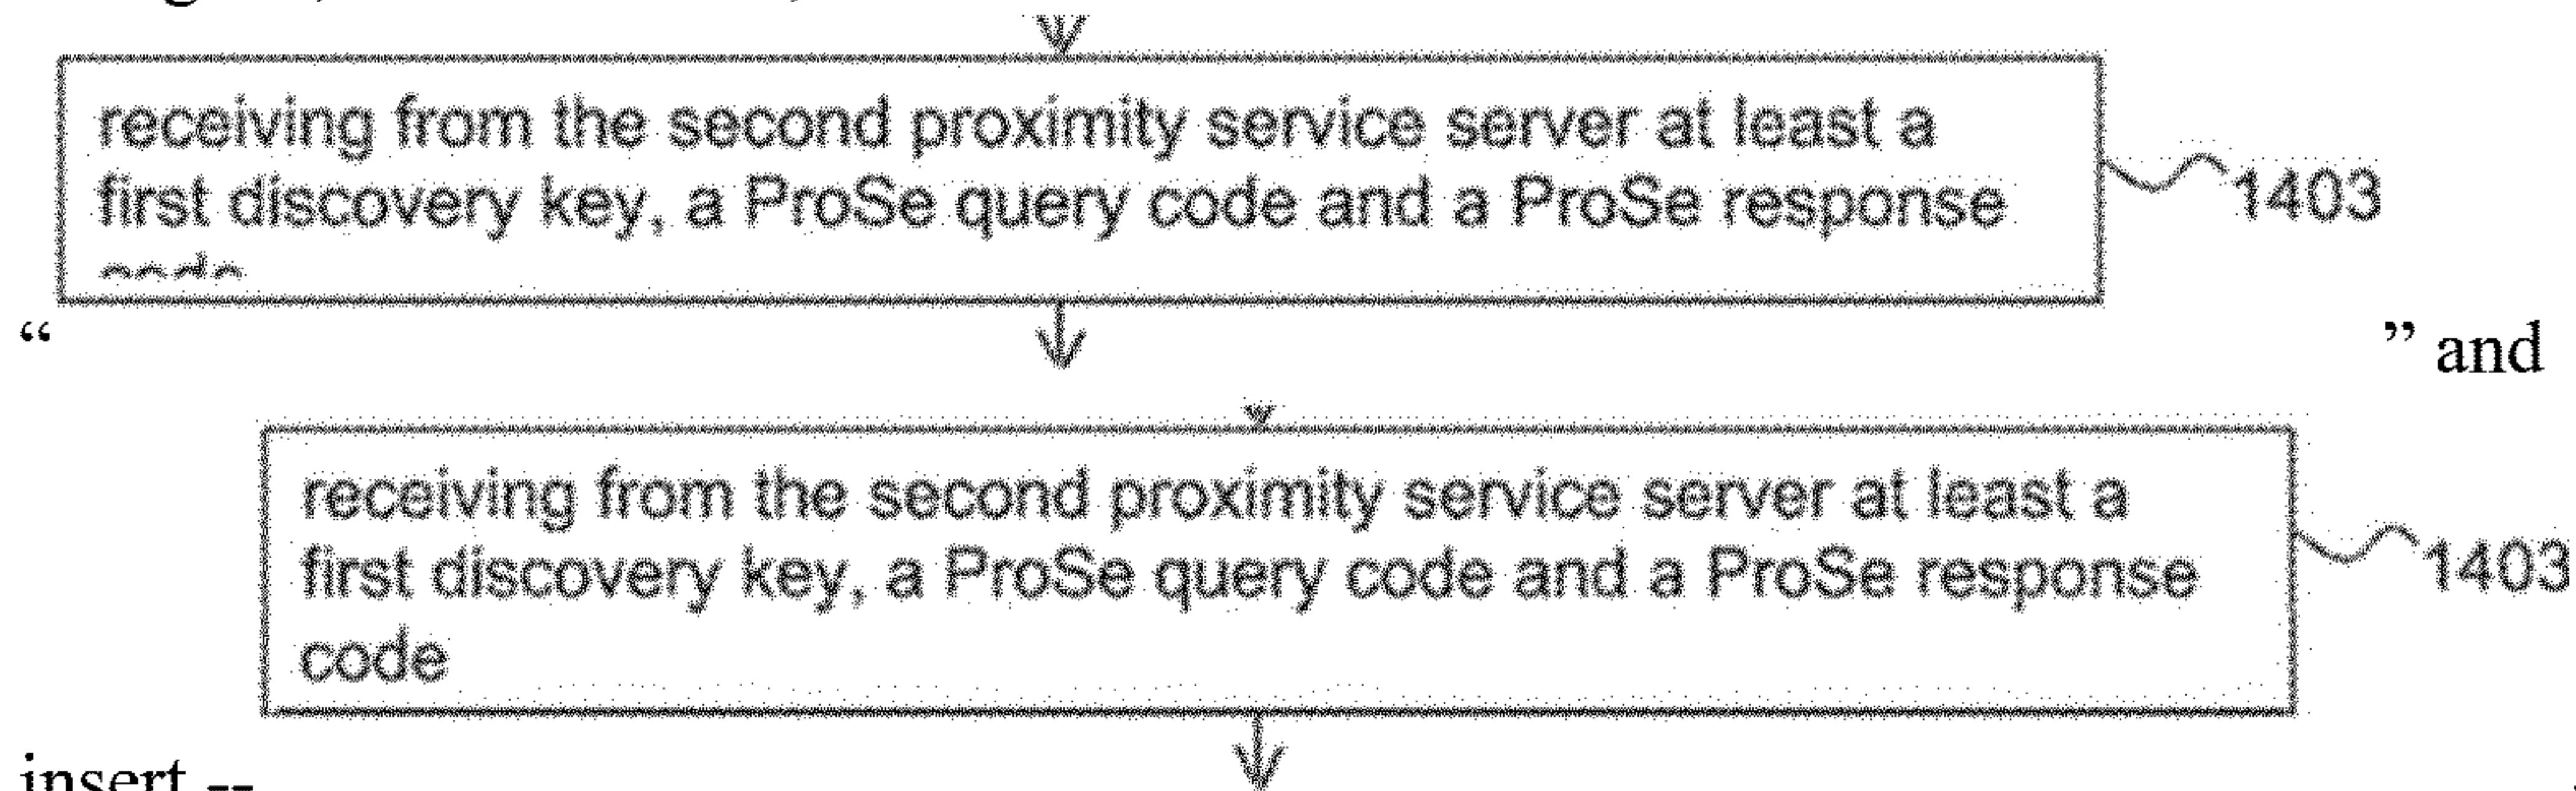 receiving from the second proximity service server at least a
first discovery key, a ProSe query code and a ProSe response
code
1403
“ ” and
receiving from the second proximity service server at least a
first discovery key, a ProSe query code and a ProSe response
code
1403
insert --